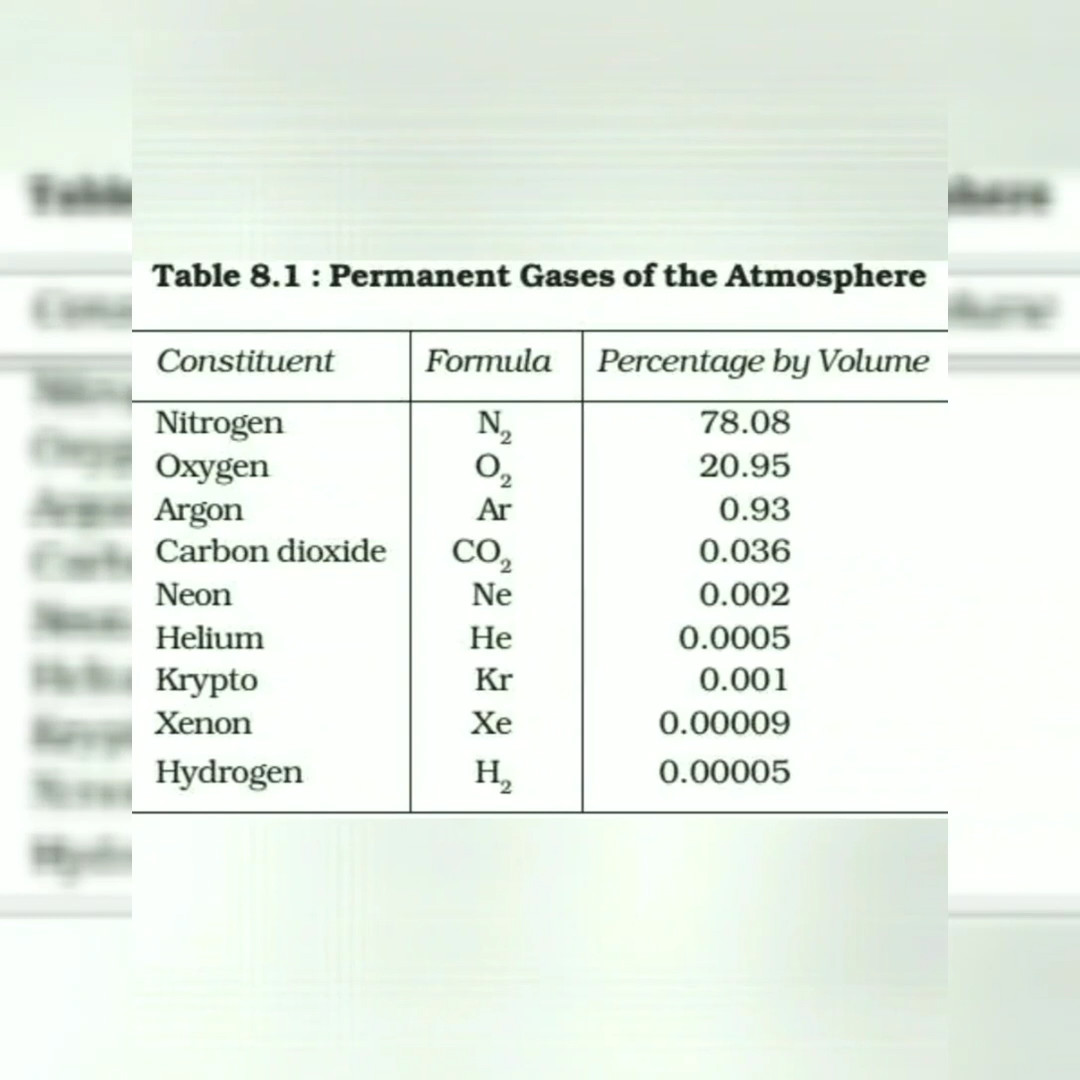 Table 8.1 : Permanent Gases of the Atmosphere
Constituent Formula Percentage by Volume
Nitrogen N₂ 78.08
Oxygen O₂ 20.95
Argon Ar 0.93
Carbon dioxide CO₂ 0.036
Neon Ne 0.002
Helium He 0.0005
Krypto Kr 0.001
Xenon Xe 0.00009
Hydrogen H₂ 0.00005